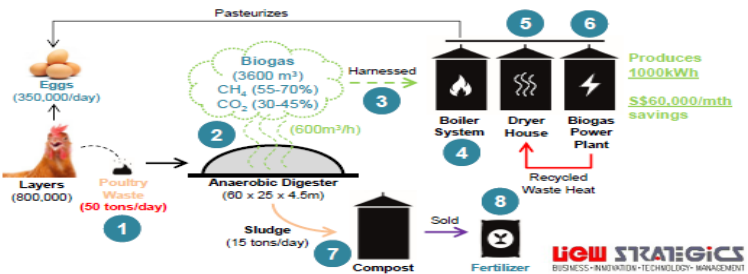 Pasteurizes
Eggs
(350,000/day)
Layers
(800,000)
Poultry
Waste
(50 tons/day)
1
2
Biogas
(3600 m³)
CH₄ (55-70%)
CO₂ (30-45%)
(600m³/h)
Anaerobic Digester
(60 x 25 x 4.5m)
Harnessed
3
Boiler
System
4
5
Dryer
House
6
Biogas
Power
Plant
Recycled
Waste Heat
Produces
1000kWh
S$60,000/mth
savings
Sludge
(15 tons/day)
7
Compost
Sold
8
Fertilizer
LIEW STRATEGICS
BUSINESS•INNOVATION•TECHNOLOGY•MANAGEMENT